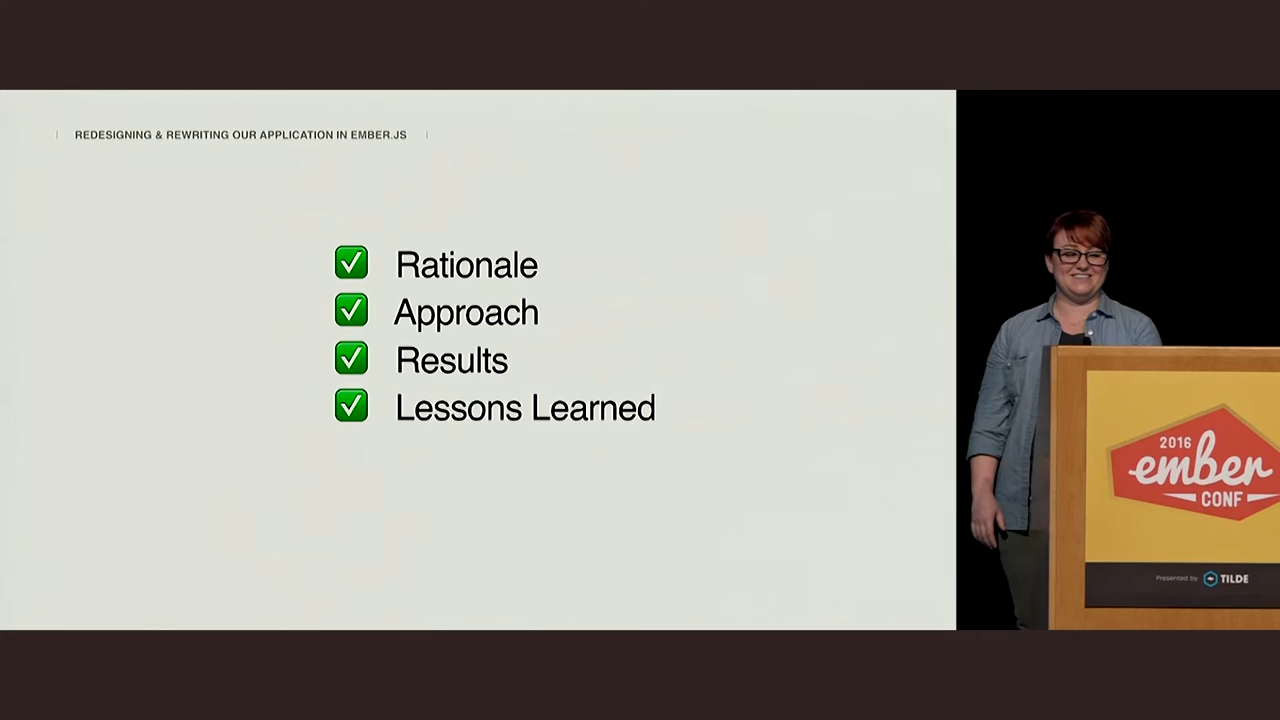 REDESIGNING & REWRITING OUR APPLICATION IN EMBER.JS
✅ Rationale
✅ Approach
✅ Results
✅ Lessons Learned
2016
ember
CONF
Presented by TILDE